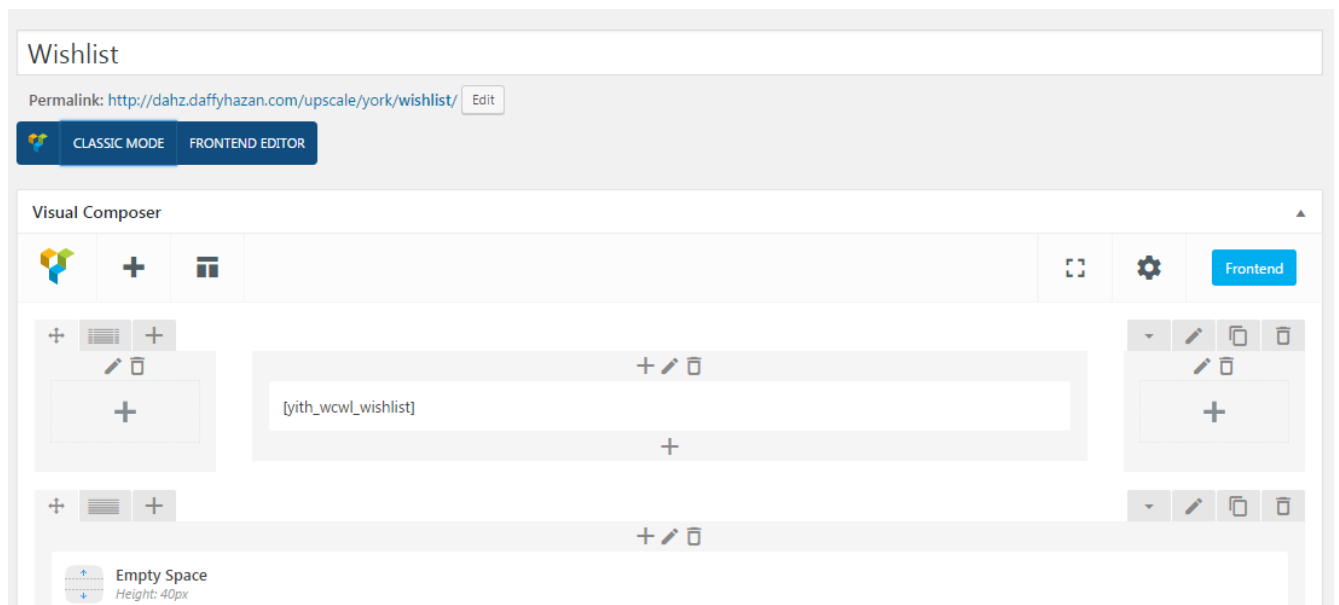 Wishlist
Permalink: http://dahz.daffyhazan.com/upscale/york/wishlist/ Edit
CLASSIC MODE FRONTEND EDITOR
Visual Composer
Frontend
[yith_wcwl_wishlist]
Empty Space
Height: 40px